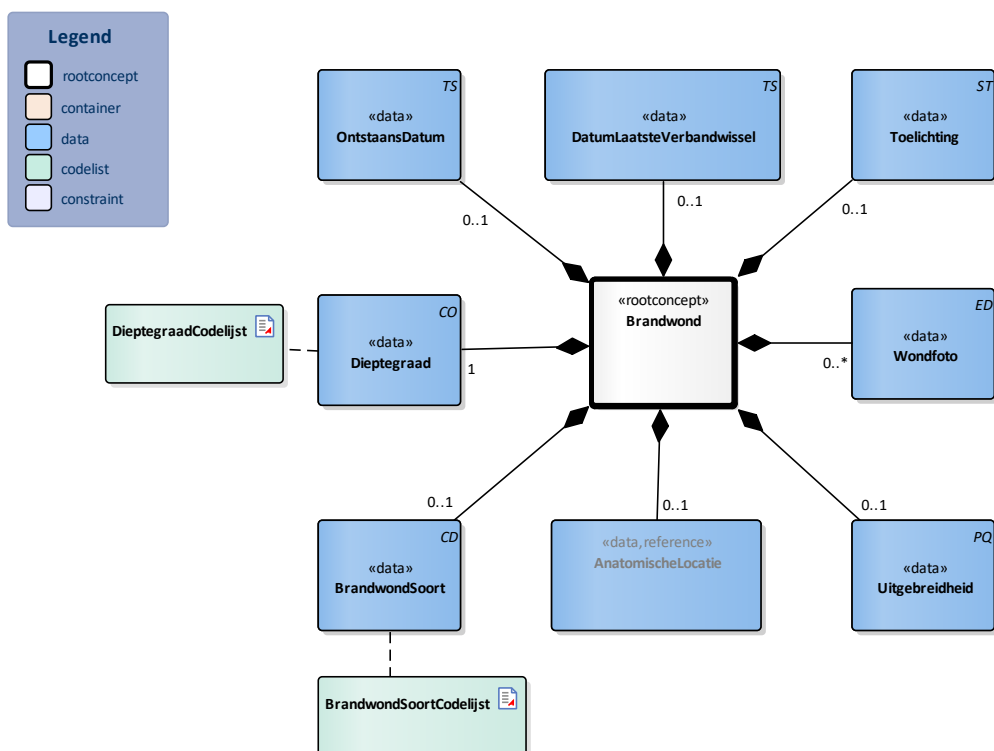 Legend
rootconcept
container
data
codelist
constraint
TS
«data»
OntstaansDatum
0..1
TS
«data»
DatumLaatsteVerbandwissel
0..1
ST
«data»
Toelichting
0..1
«rootconcept»
Brandwond
DieptegraadCodelijst
CO
«data»
Dieptegraad
1
ED
«data»
Wondfoto
0..*
0..1
CD
«data»
BrandwondSoort
0..1
«data,reference»
AnatomischeLocatie
0..1
PQ
«data»
Uitgebreidheid
BrandwondSoortCodelijst